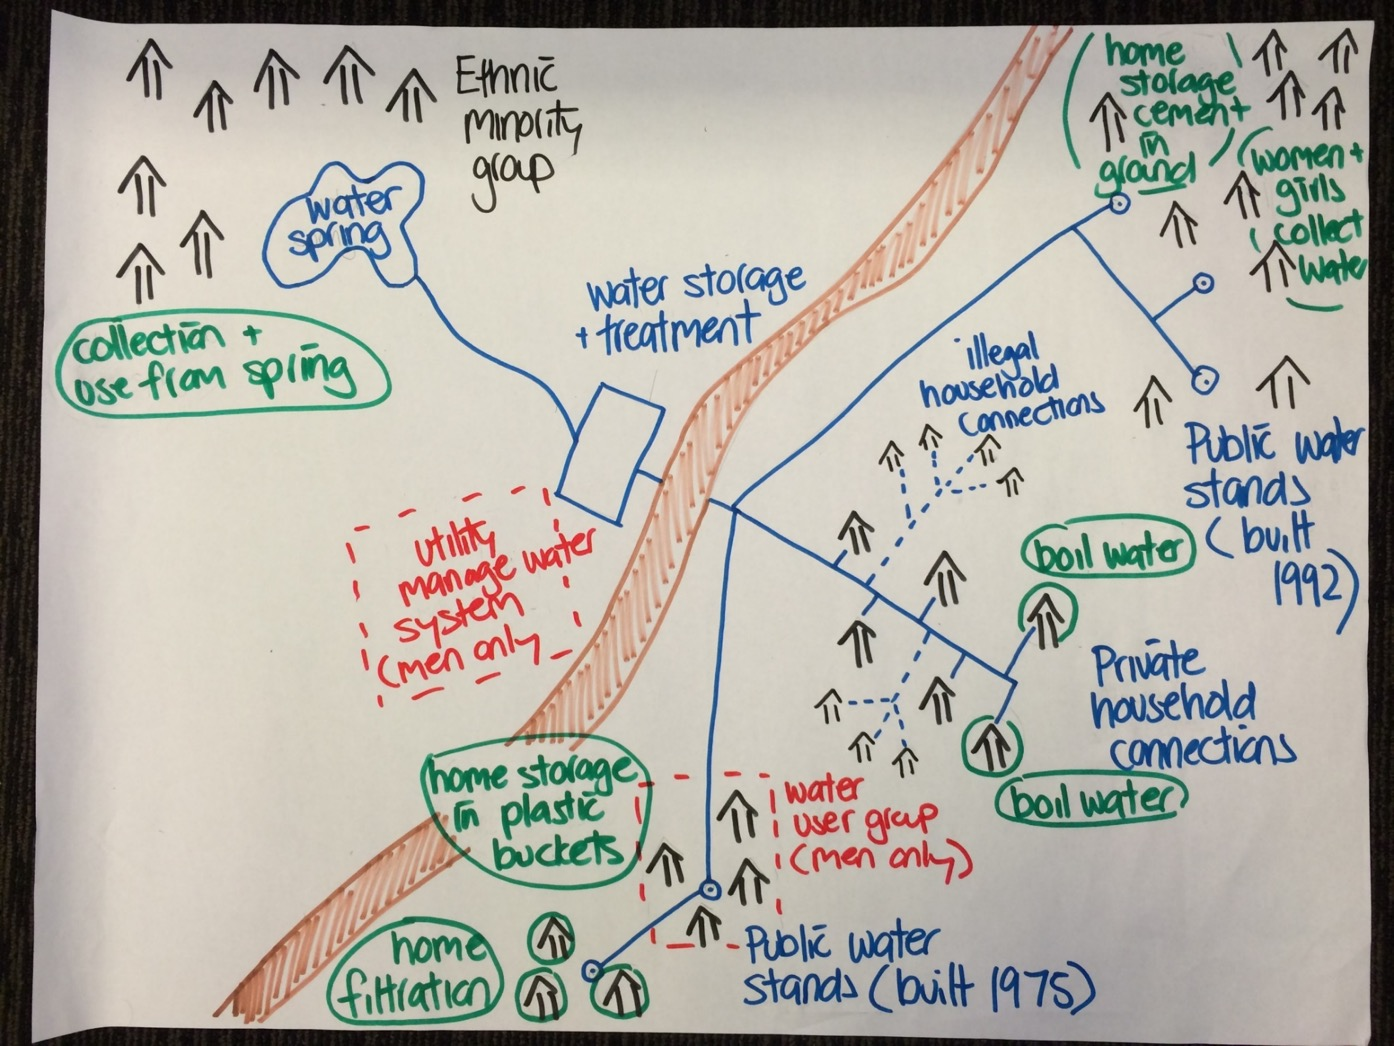 Ethnic
minority
group
water
spring
collection +
use from spring
water storage
+ treatment
utility
manage water
system
(men only)
home
storage
cement
in
ground
(women +
girls
collect
water
illegal
household
connections
Public water
stands
(built
1992)
boil water
Private
household
connections
boil water
home storage
in plastic
buckets
water
user group
(men only)
home
filtration
Public water
stands (built 1975)